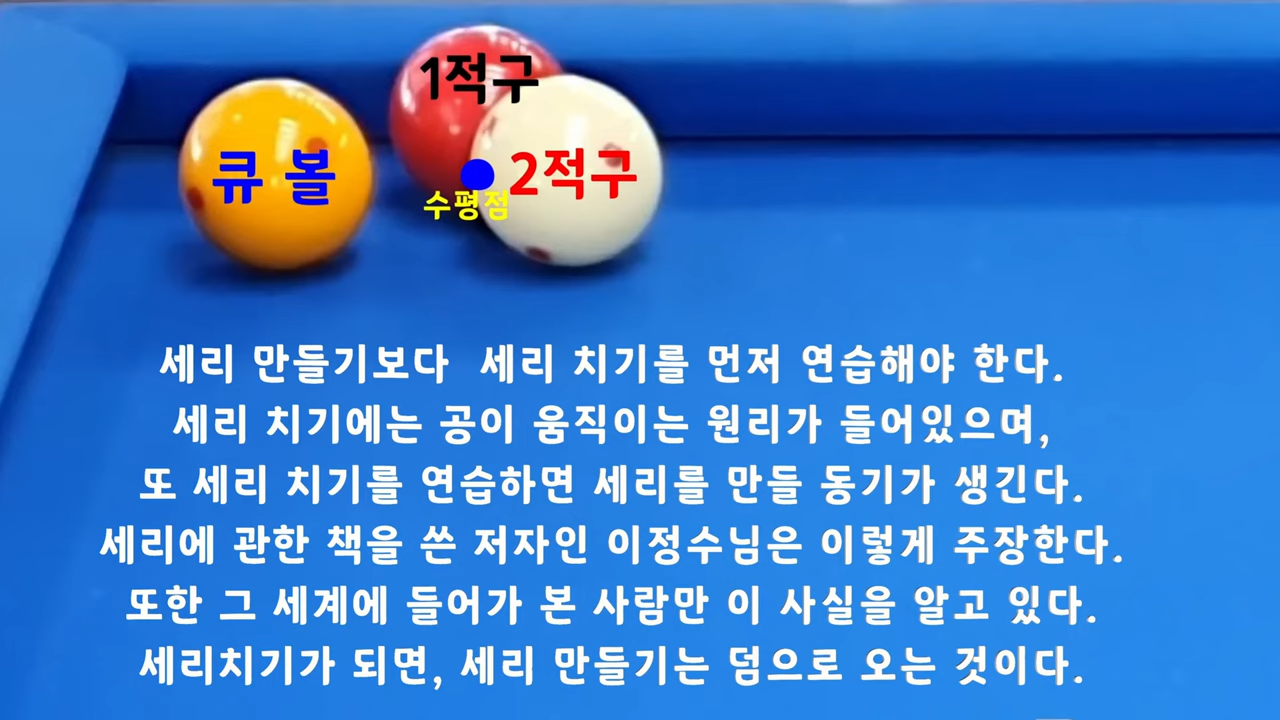 1적구
큐 볼
2적구
수평점
세리 만들기보다 세리 치기를 먼저 연습해야 한다.
세리 치기에는 공이 움직이는 원리가 들어있으며,
또 세리 치기를 연습하면 세리를 만들 동기가 생긴다.
세리에 관한 책을 쓴 저자인 이정수님은 이렇게 주장한다.
또한 그 세계에 들어가 본 사람만 이 사실을 알고 있다.
세리치기가 되면, 세리 만들기는 덤으로 오는 것이다.